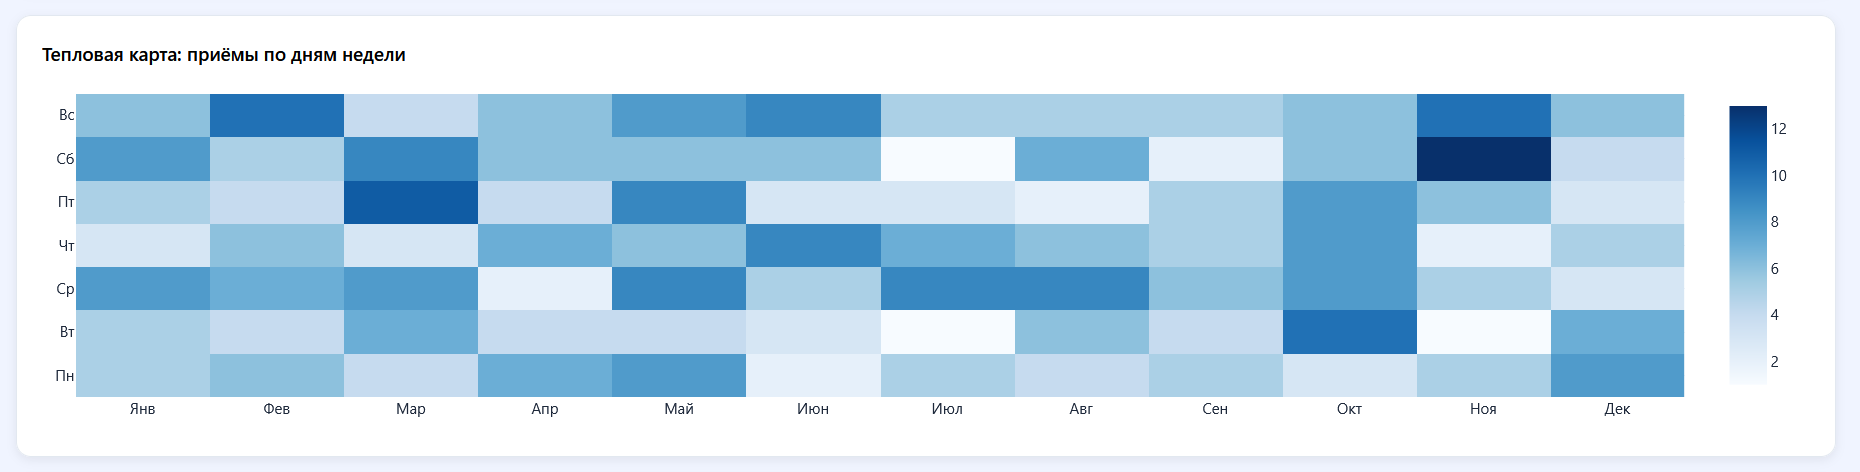 Тепловая карта: приёмы по дням недели
Вс
Сб
Пт
Чт
Ср
Вт
Пн
Янв Фев Мар Апр Май Июн Июл Авг Сен Окт Ноя Дек
12
10
8
6
4
2